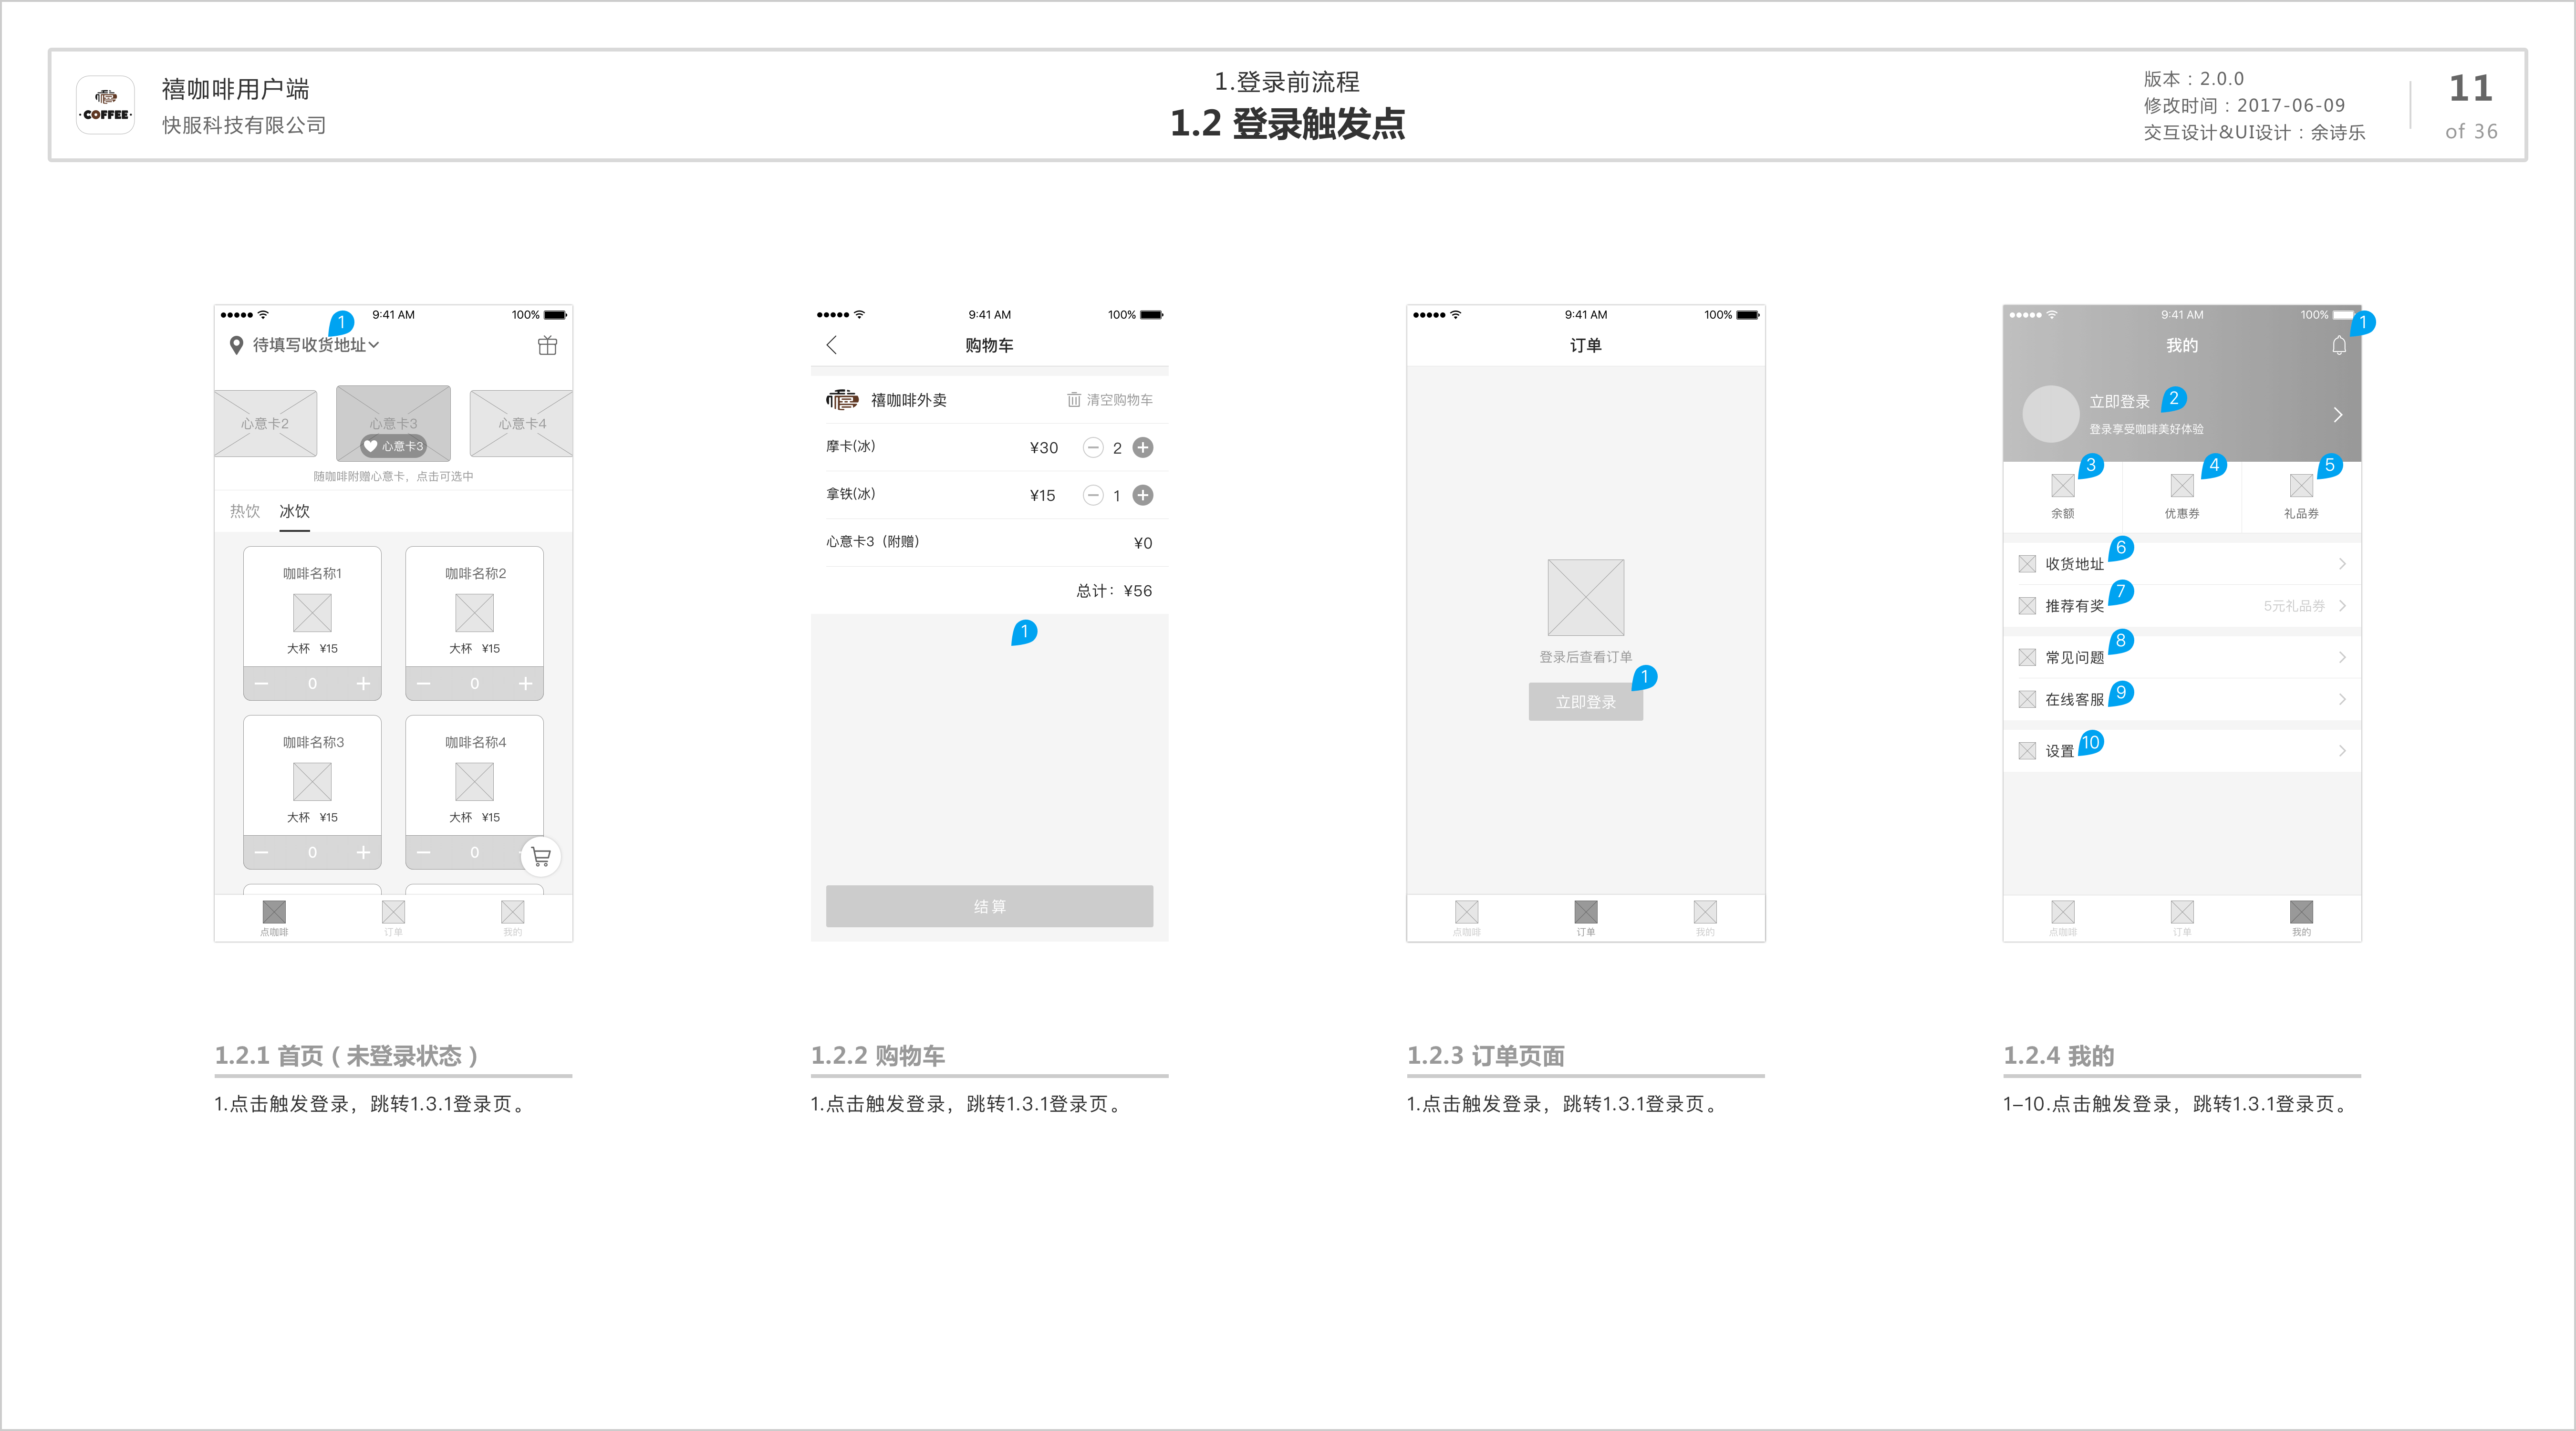 COFFEE
禧咖啡用户端
快服科技有限公司
1.登录前流程
1.2 登录触发点
版本：2.0.0
修改时间：2017-06-09
交互设计&UI设计：余诗乐
11
of 36
9:41 AM
100%
1
待填写收货地址
心意卡2
心意卡3
心意卡4
心意卡3
随咖啡附赠心意卡，点击可选中
热饮 冰饮
咖啡名称1
大杯 ¥15
0
咖啡名称2
大杯 ¥15
0
咖啡名称3
大杯 ¥15
0
咖啡名称4
大杯 ¥15
0
点咖啡
订单
我的
1.2.1 首页（未登录状态）
1.点击触发登录，跳转1.3.1登录页。
9:41 AM
100%
购物车
禧咖啡外卖
清空购物车
摩卡(冰) ¥30 2
拿铁(冰) ¥15 1
心意卡3（附赠） ¥0
总计：¥56
1
结算
1.2.2 购物车
1.点击触发登录，跳转1.3.1登录页。
9:41 AM
100%
订单
登录后查看订单
1
立即登录
点咖啡
订单
我的
1.2.3 订单页面
1.点击触发登录，跳转1.3.1登录页。
9:41 AM
100%
1
我的
立即登录
2
登录享受咖啡美好体验
3
余额
4
优惠券
5
礼品券
收货地址
6
推荐有奖
7
5元礼品券
常见问题
8
在线客服
9
设置
10
点咖啡
订单
我的
1.2.4 我的
1–10.点击触发登录，跳转1.3.1登录页。